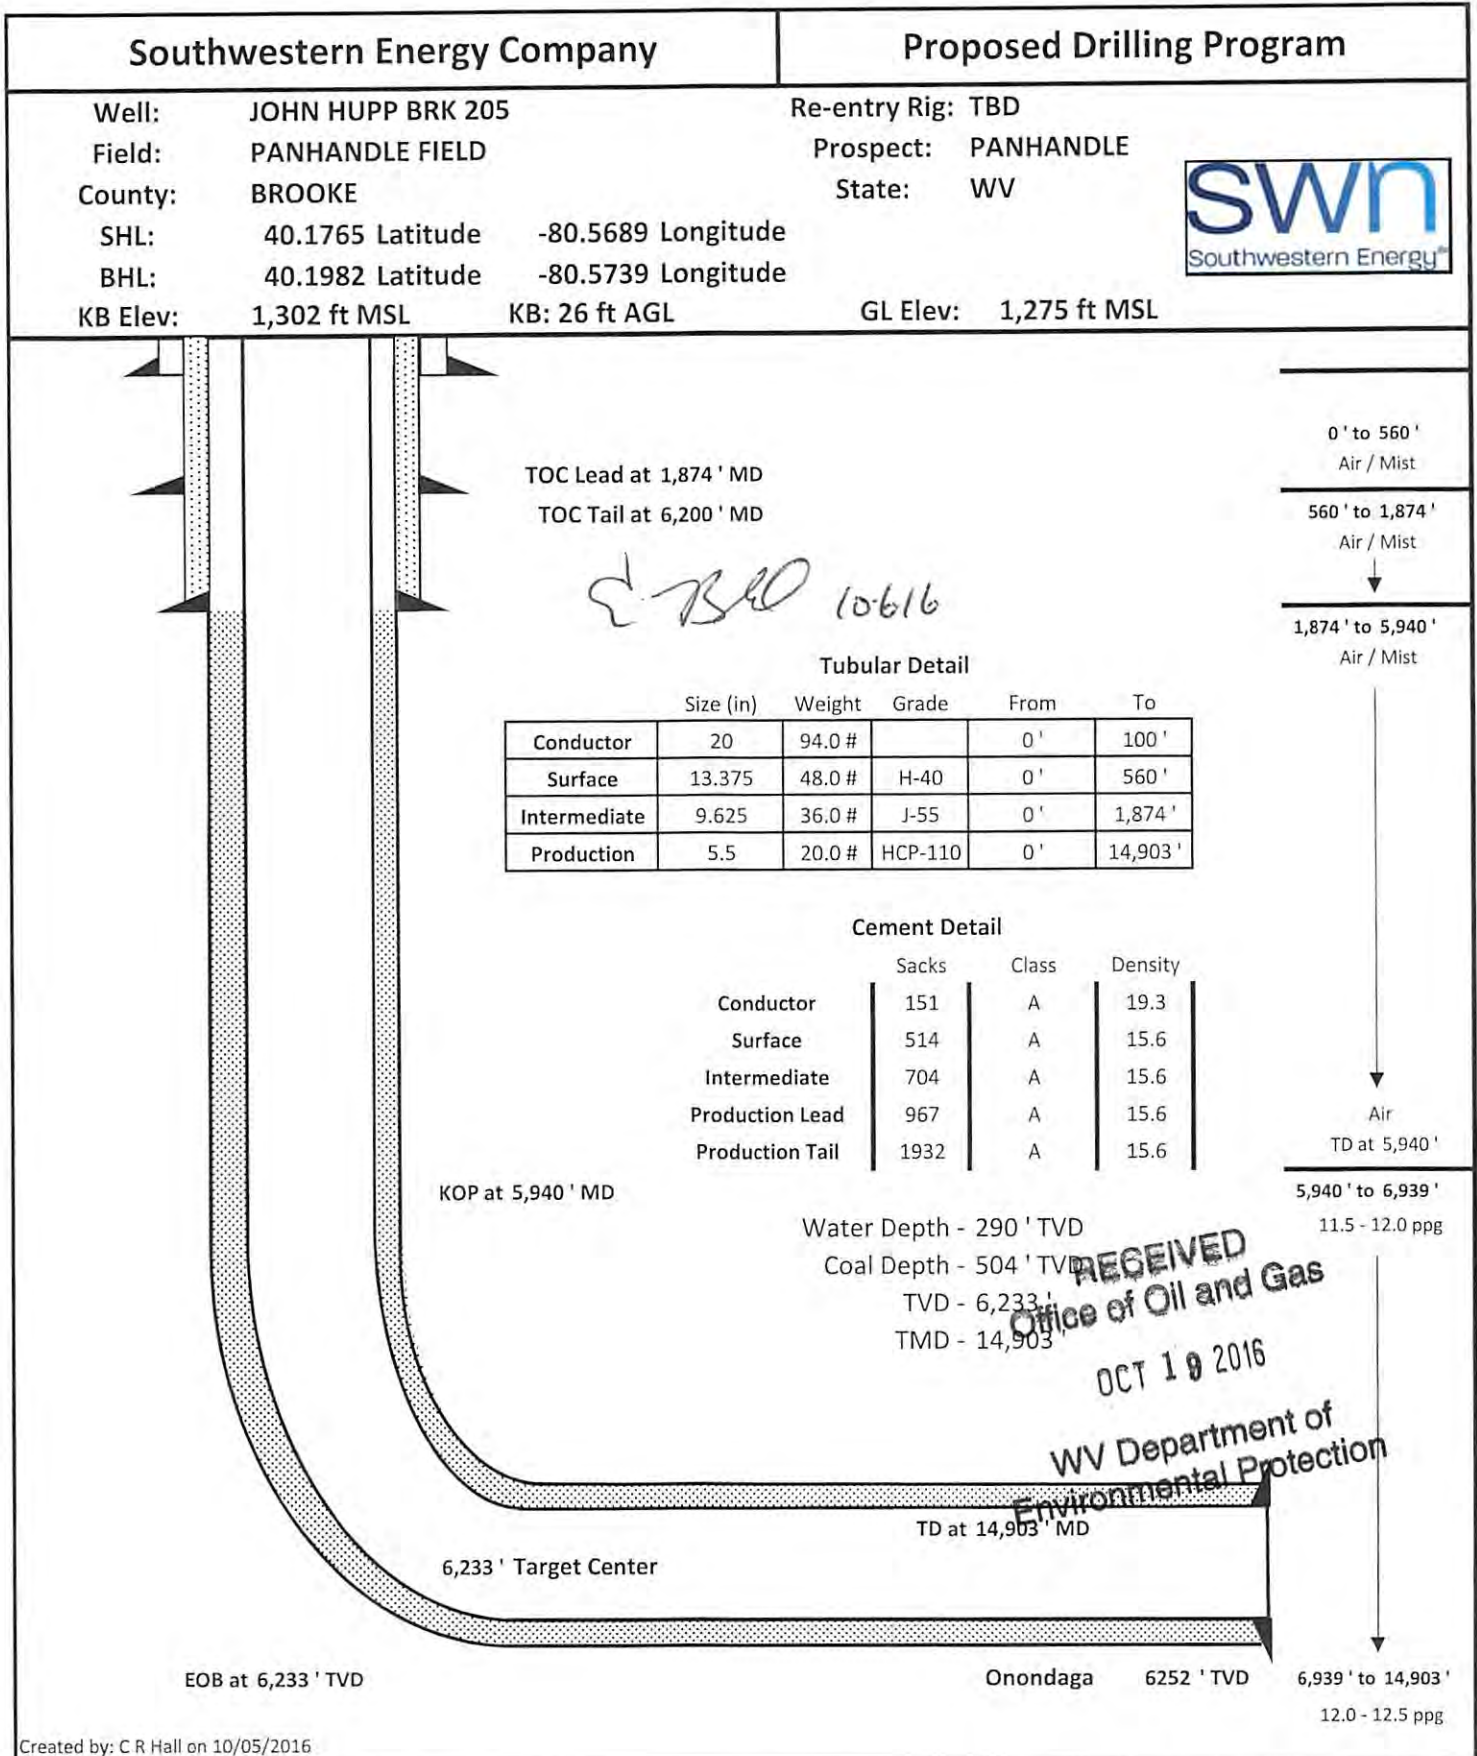 Southwestern Energy Company
Proposed Drilling Program
Well: JOHN HUPP BRK 205
Re-entry Rig: TBD
Field: PANHANDLE FIELD
Prospect: PANHANDLE
County: BROOKE
State: WV
SHL: 40.1765 Latitude -80.5689 Longitude
BHL: 40.1982 Latitude -80.5739 Longitude
KB Elev: 1,302 ft MSL KB: 26 ft AGL GL Elev: 1,275 ft MSL
swn
Southwestern Energy®
0 ' to 560 '
Air / Mist
TOC Lead at 1,874 ' MD
TOC Tail at 6,200 ' MD
560 ' to 1,874 '
Air / Mist
10-6-16
1,874 ' to 5,940 '
Air / Mist
Tubular Detail
Size (in) Weight Grade From To
Conductor 20 94.0 # 0 ' 100 '
Surface 13.375 48.0 # H-40 0 ' 560 '
Intermediate 9.625 36.0 # J-55 0 ' 1,874 '
Production 5.5 20.0 # HCP-110 0 ' 14,903 '
Cement Detail
Sacks Class Density
Conductor 151 A 19.3
Surface 514 A 15.6
Intermediate 704 A 15.6
Production Lead 967 A 15.6
Production Tail 1932 A 15.6
Air
TD at 5,940 '
KOP at 5,940 ' MD
5,940 ' to 6,939 '
11.5 - 12.0 ppg
Water Depth - 290 ' TVD
Coal Depth - 504 ' TVD
TVD - 6,233 '
TMD - 14,903 '
RECEIVED
Office of Oil and Gas
OCT 19 2016
WV Department of
Environmental Protection
TD at 14,903 ' MD
6,233 ' Target Center
EOB at 6,233 ' TVD
Onondaga 6252 ' TVD
6,939 ' to 14,903 '
12.0 - 12.5 ppg
Created by: C R Hall on 10/05/2016